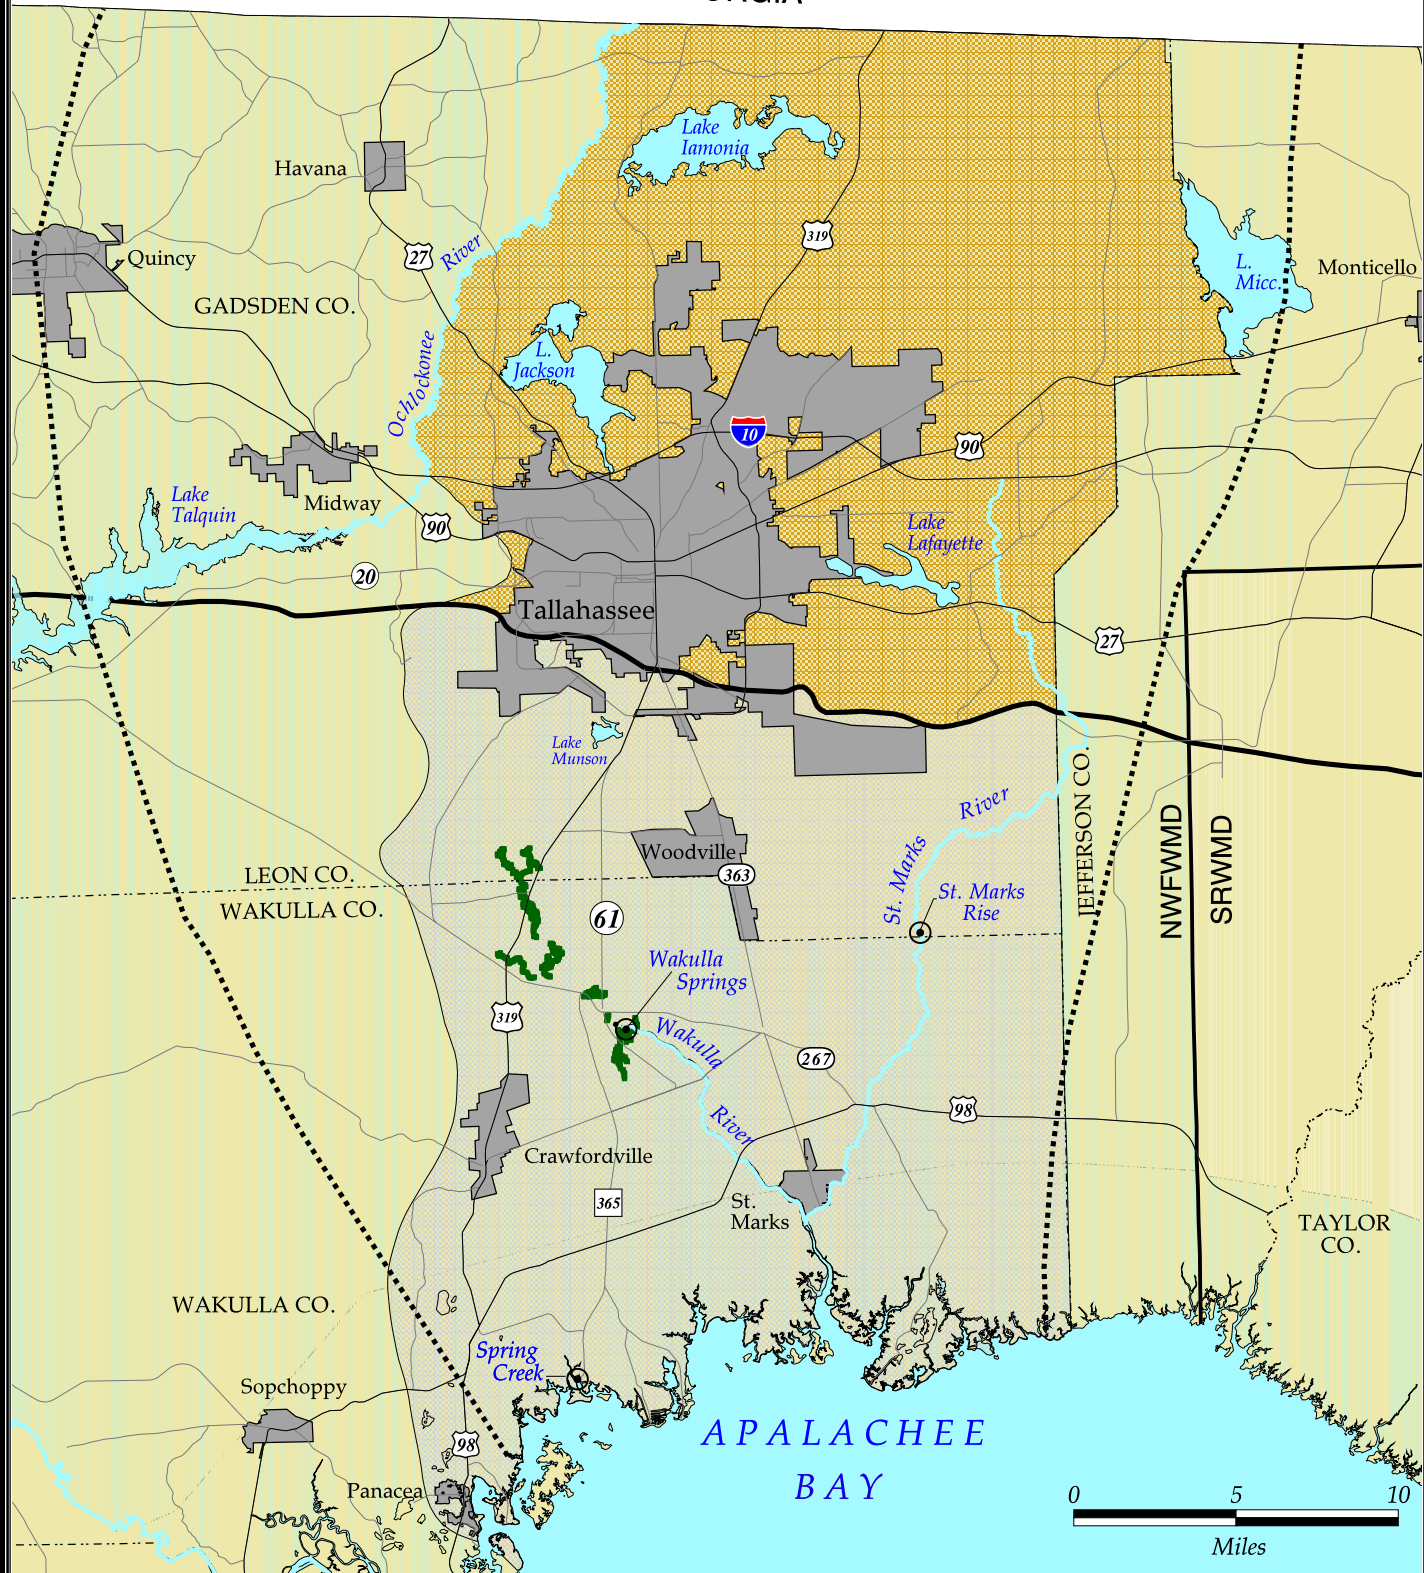 Lake
Iamonia
Havana
319
27
River
Quincy
L.
Micc.
Monticello
GADSDEN CO.
Ochlockonee
L.
Jackson
10
90
Lake
Talquin
Midway
90
Lake
Lafayette
20
Tallahassee
27
Lake
Munson
River
JEFFERSON CO.
NWFWMD
SRWMD
Woodville
363
St. Marks
LEON CO.
WAKULLA CO.
St. Marks
Rise
61
Wakulla
Springs
319
Wakulla
267
River
98
Crawfordville
365
St.
Marks
TAYLOR
CO.
WAKULLA CO.
Spring
Creek
Sopchoppy
98
APALACHEE
BAY
Panacea
0 5 10
Miles